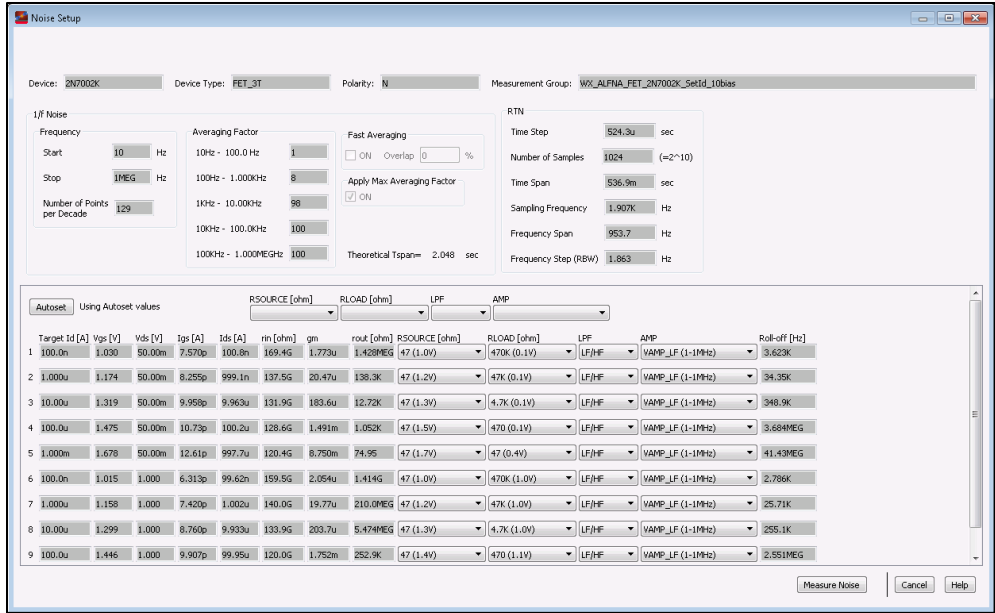 Noise Setup
Device: 2N7002K Device Type: FET_3T Polarity: N Measurement Group: WX_ALFNA_FET_2N7002K_SetId_10bias
1/f Noise
Frequency
Start 10 Hz
Stop 1MEG Hz
Number of Points
per Decade 129
Averaging Factor
10Hz - 100.0 Hz 1
100Hz - 1.000KHz 8
1KHz - 10.00KHz 98
10KHz - 100.0KHz 100
100KHz - 1.000MEGHz 100
Fast Averaging
ON Overlap 0 %
Apply Max Averaging Factor
ON
Theoretical Tspan= 2.048 sec
RTN
Time Step 524.3u sec
Number of Samples 1024 (=2^10)
Time Span 536.9m sec
Sampling Frequency 1.907K Hz
Frequency Span 953.7 Hz
Frequency Step (RBW) 1.863 Hz
Autoset Using Autoset values
RSOURCE [ohm] RLOAD [ohm] LPF AMP
Target Id [A] Vgs [V] Vds [V] Igs [A] Ids [A] rin [ohm] gm rout [ohm] RSOURCE [ohm] RLOAD [ohm] LPF AMP Roll-off [Hz]
1 100.0n 1.030 50.00m 7.570p 100.8n 169.4G 1.773u 1.428MEG 47 (1.0V) 470K (0.1V) LF/HF VAMP_LF (1-1MHz) 3.623K
2 1.000u 1.174 50.00m 8.255p 999.1n 137.5G 20.47u 138.3K 47 (1.2V) 47K (0.1V) LF/HF VAMP_LF (1-1MHz) 34.35K
3 10.00u 1.319 50.00m 9.958p 9.963u 131.9G 183.6u 12.72K 47 (1.3V) 4.7K (0.1V) LF/HF VAMP_LF (1-1MHz) 348.9K
4 100.0u 1.475 50.00m 10.73p 100.2u 128.6G 1.491m 1.052K 47 (1.5V) 470 (0.1V) LF/HF VAMP_LF (1-1MHz) 3.684MEG
5 1.000m 1.678 50.00m 12.61p 997.7u 120.4G 8.750m 74.95 47 (1.7V) 47 (0.4V) LF/HF VAMP_LF (1-1MHz) 41.43MEG
6 100.0n 1.015 1.000 6.313p 99.62n 159.5G 2.054u 1.414G 47 (1.0V) 470K (1.0V) LF/HF VAMP_LF (1-1MHz) 2.786K
7 1.000u 1.158 1.000 7.420p 1.002u 140.0G 19.77u 210.0MEG 47 (1.2V) 47K (1.0V) LF/HF VAMP_LF (1-1MHz) 25.71K
8 10.00u 1.299 1.000 8.760p 9.933u 133.9G 203.7u 5.474MEG 47 (1.3V) 4.7K (1.0V) LF/HF VAMP_LF (1-1MHz) 255.1K
9 100.0u 1.446 1.000 9.907p 99.95u 120.0G 1.752m 252.9K 47 (1.4V) 470 (1.1V) LF/HF VAMP_LF (1-1MHz) 2.551MEG
Measure Noise Cancel Help